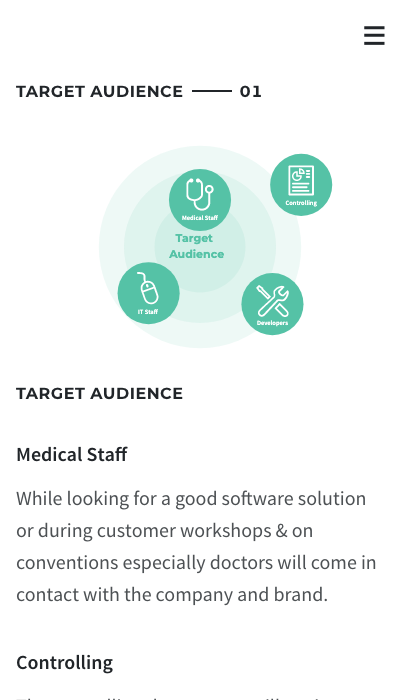 TARGET AUDIENCE — 01
Medical Staff
Controlling
Target
Audience
IT Staff
Developers
TARGET AUDIENCE
Medical Staff
While looking for a good software solution
or during customer workshops & on
conventions especially doctors will come in
contact with the company and brand.
Controlling